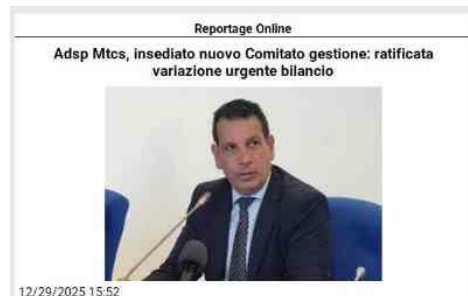 Reportage Online
Adsp Mtcs, insediato nuovo Comitato gestione: ratificata
variazione urgente bilancio
12/29/2025 15:52